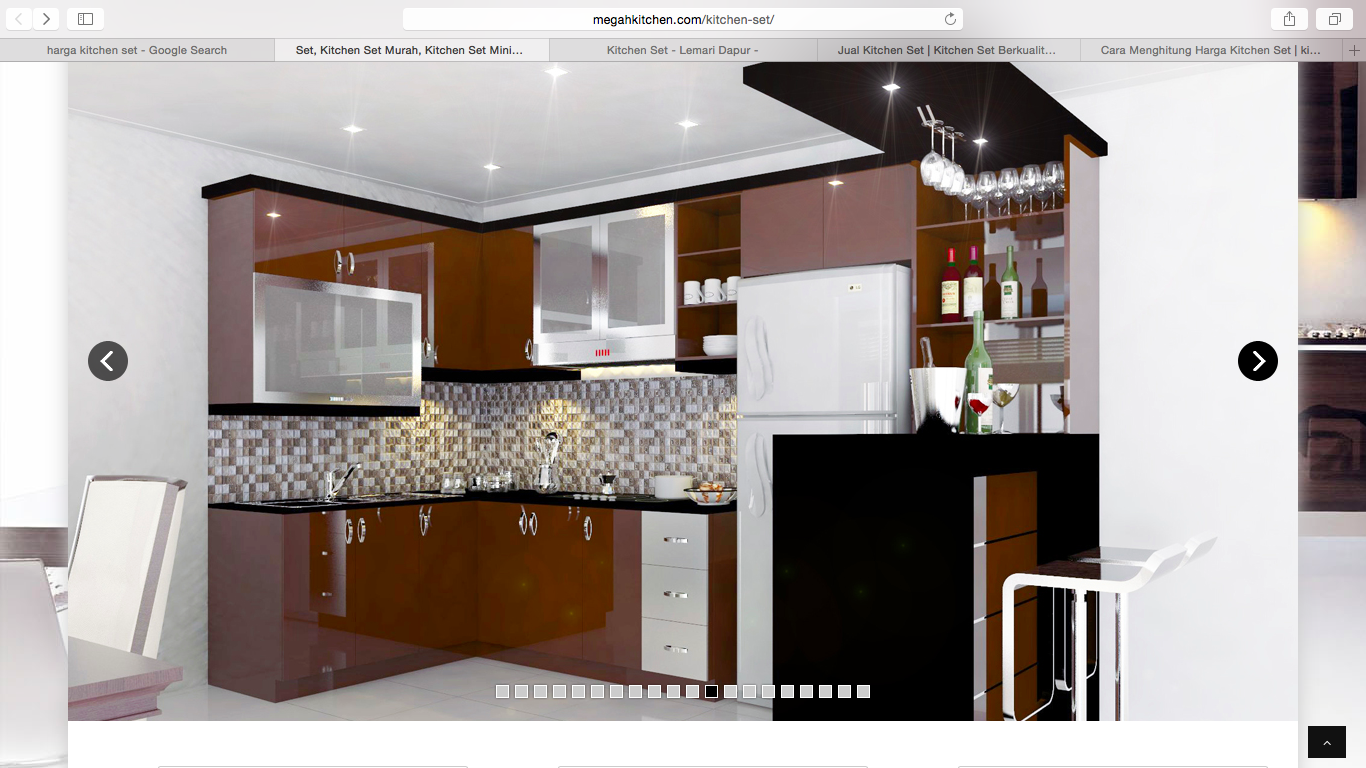 megahkitchen.com/kitchen-set/
harga kitchen set - Google Search
Set, Kitchen Set Murah, Kitchen Set Mini…
Kitchen Set - Lemari Dapur -
Jual Kitchen Set | Kitchen Set Berkualit…
Cara Menghitung Harga Kitchen Set | ki…